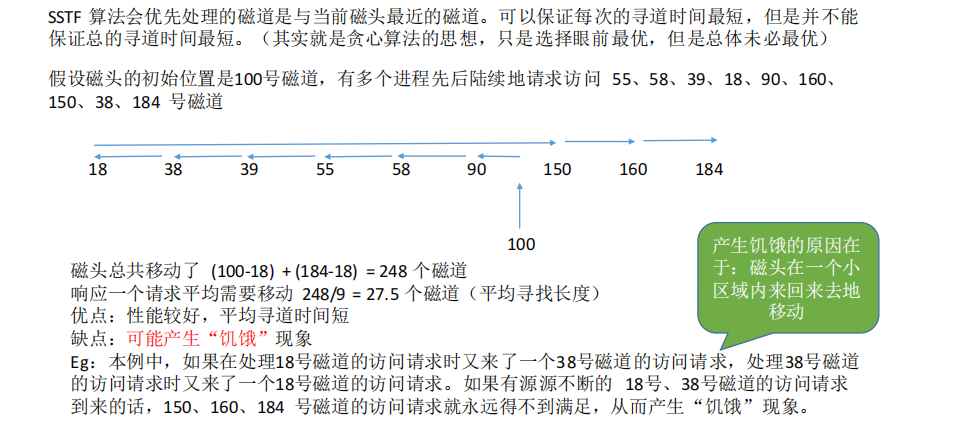 SSTF 算法会优先处理的磁道是与当前磁头最近的磁道。可以保证每次的寻道时间最短，但是并不能
保证总的寻道时间最短。（其实就是贪心算法的思想，只是选择眼前最优，但是总体未必最优）
假设磁头的初始位置是100号磁道，有多个进程先后陆续地请求访问 55、58、39、18、90、160、
150、38、184 号磁道
18 38 39 55 58 90 150 160 184
100
产生饥饿的原因在
于：磁头在一个小
区域内来回来去地
移动
磁头总共移动了 (100-18) + (184-18) = 248 个磁道
响应一个请求平均需要移动 248/9 = 27.5 个磁道（平均寻找长度）
优点：性能较好，平均寻道时间短
缺点：可能产生“饥饿”现象
Eg：本例中，如果在处理18号磁道的访问请求时又来了一个38号磁道的访问请求，处理38号磁道
的访问请求时又来了一个18号磁道的访问请求。如果有源源不断的 18号、38号磁道的访问请求
到来的话，150、160、184 号磁道的访问请求就永远得不到满足，从而产生“饥饿”现象。